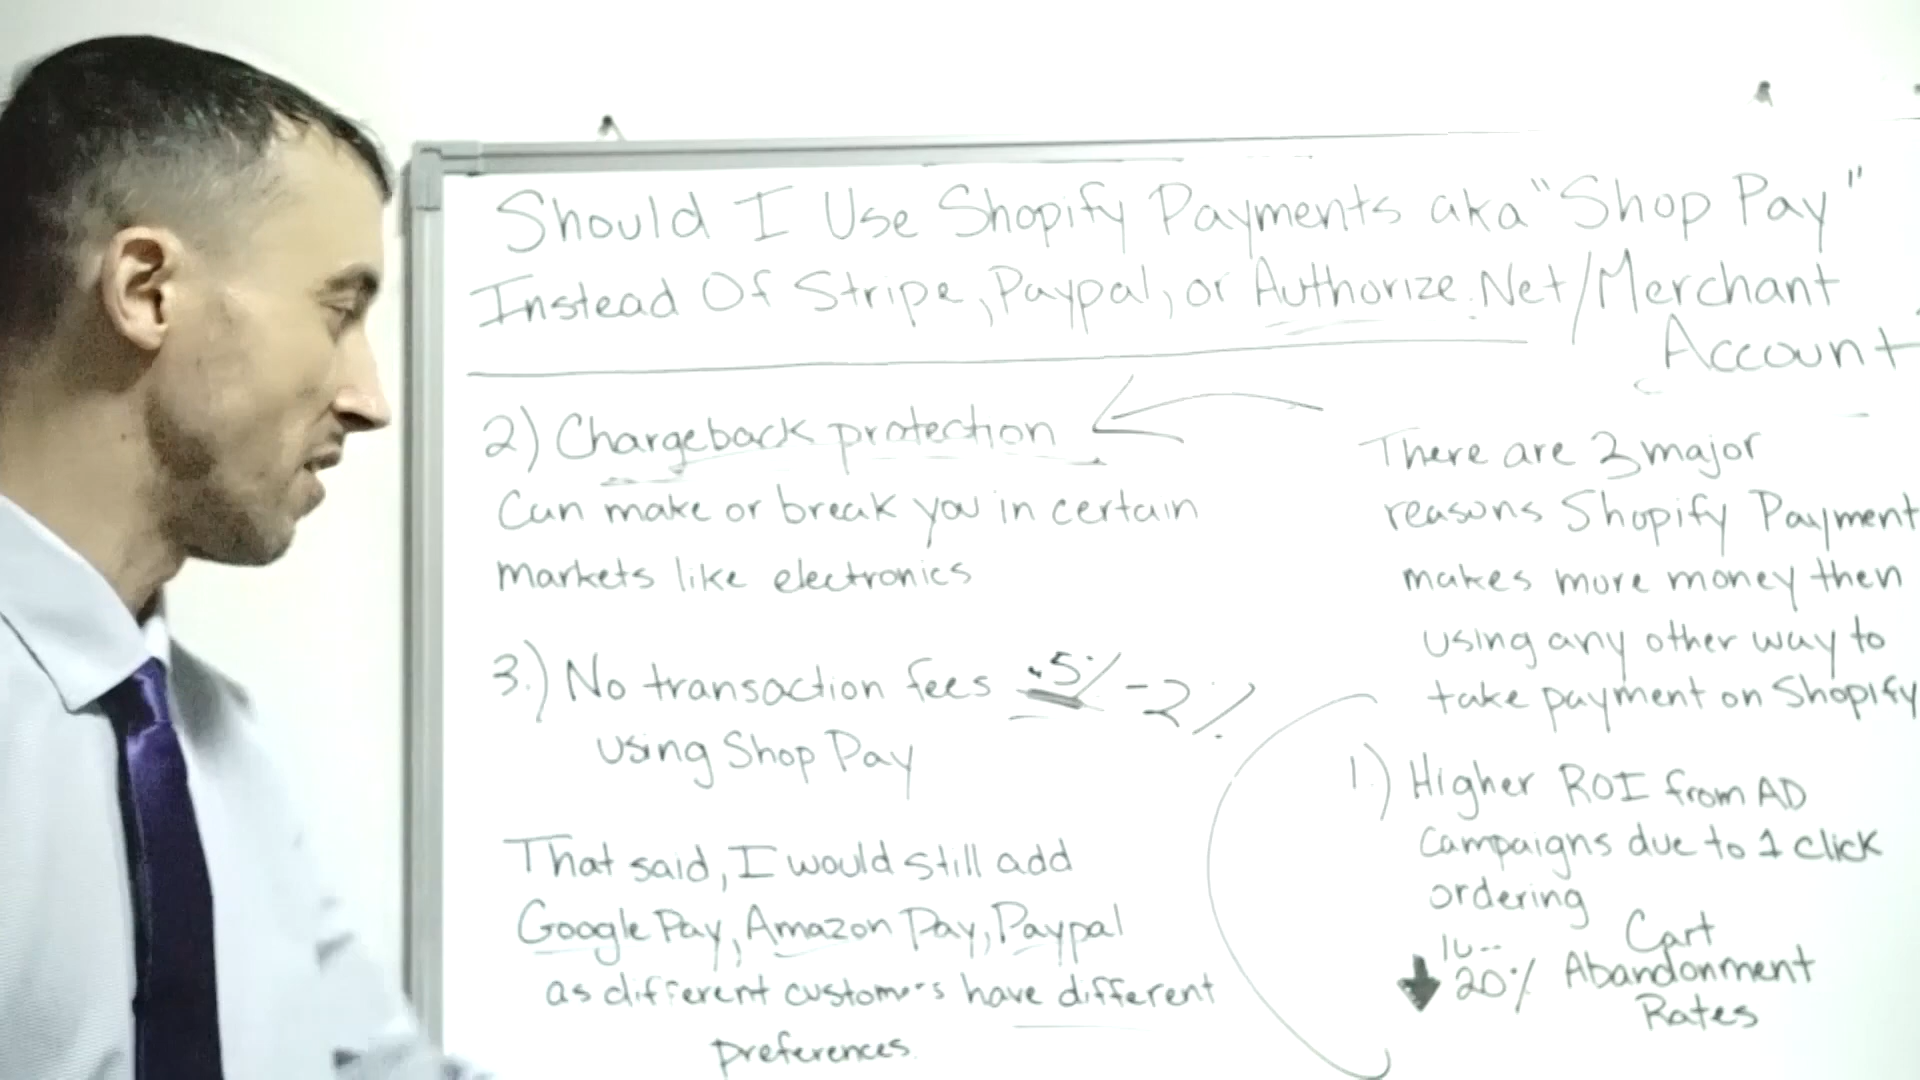 Should I Use Shopify Payments aka "Shop Pay"
Instead Of Stripe, Paypal, or Authorize.Net/Merchant
Account
There are 3 major
reasons Shopify Payment
makes more money then
using any other way to
take payment on Shopify
1.) Higher ROI from AD
Campaigns due to 1 click
ordering
10--
20% Cart
Abandonment
Rates
2) Chargeback protection
Can make or break you in certain
markets like electronics
3.) No transaction fees .5% - 2%
using Shop Pay
That said, I would still add
Google Pay, Amazon Pay, Paypal
as different customers have different
preferences.